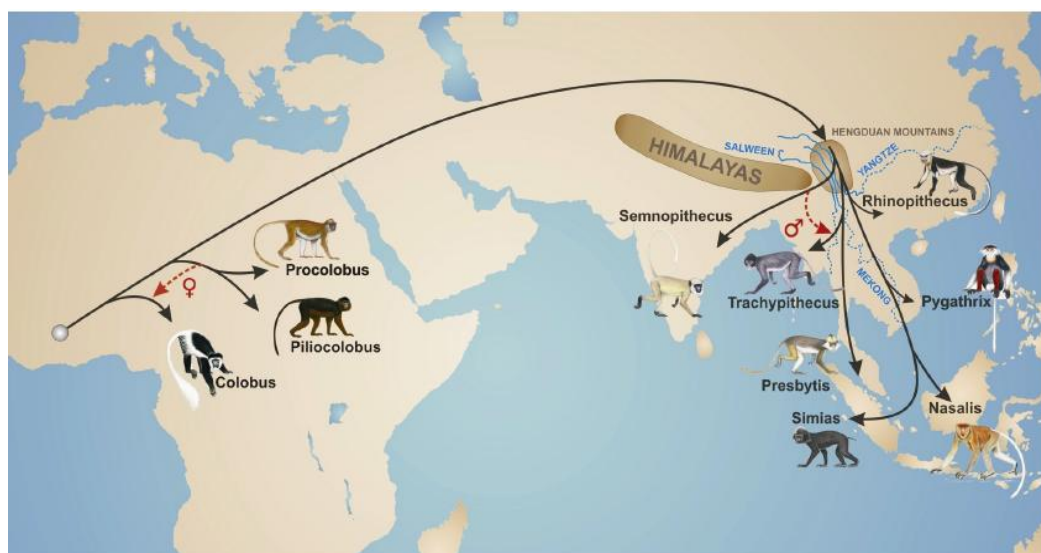 HENGDUAN MOUNTAINS
SALWEEN
HIMALAYAS
YANGTZE
Rhinopithecus
Semnopithecus
♂
Procolobus
♀
Trachypithecus
MEKONG
Pygathrix
Piliocolobus
Colobus
Presbytis
Simias
Nasalis